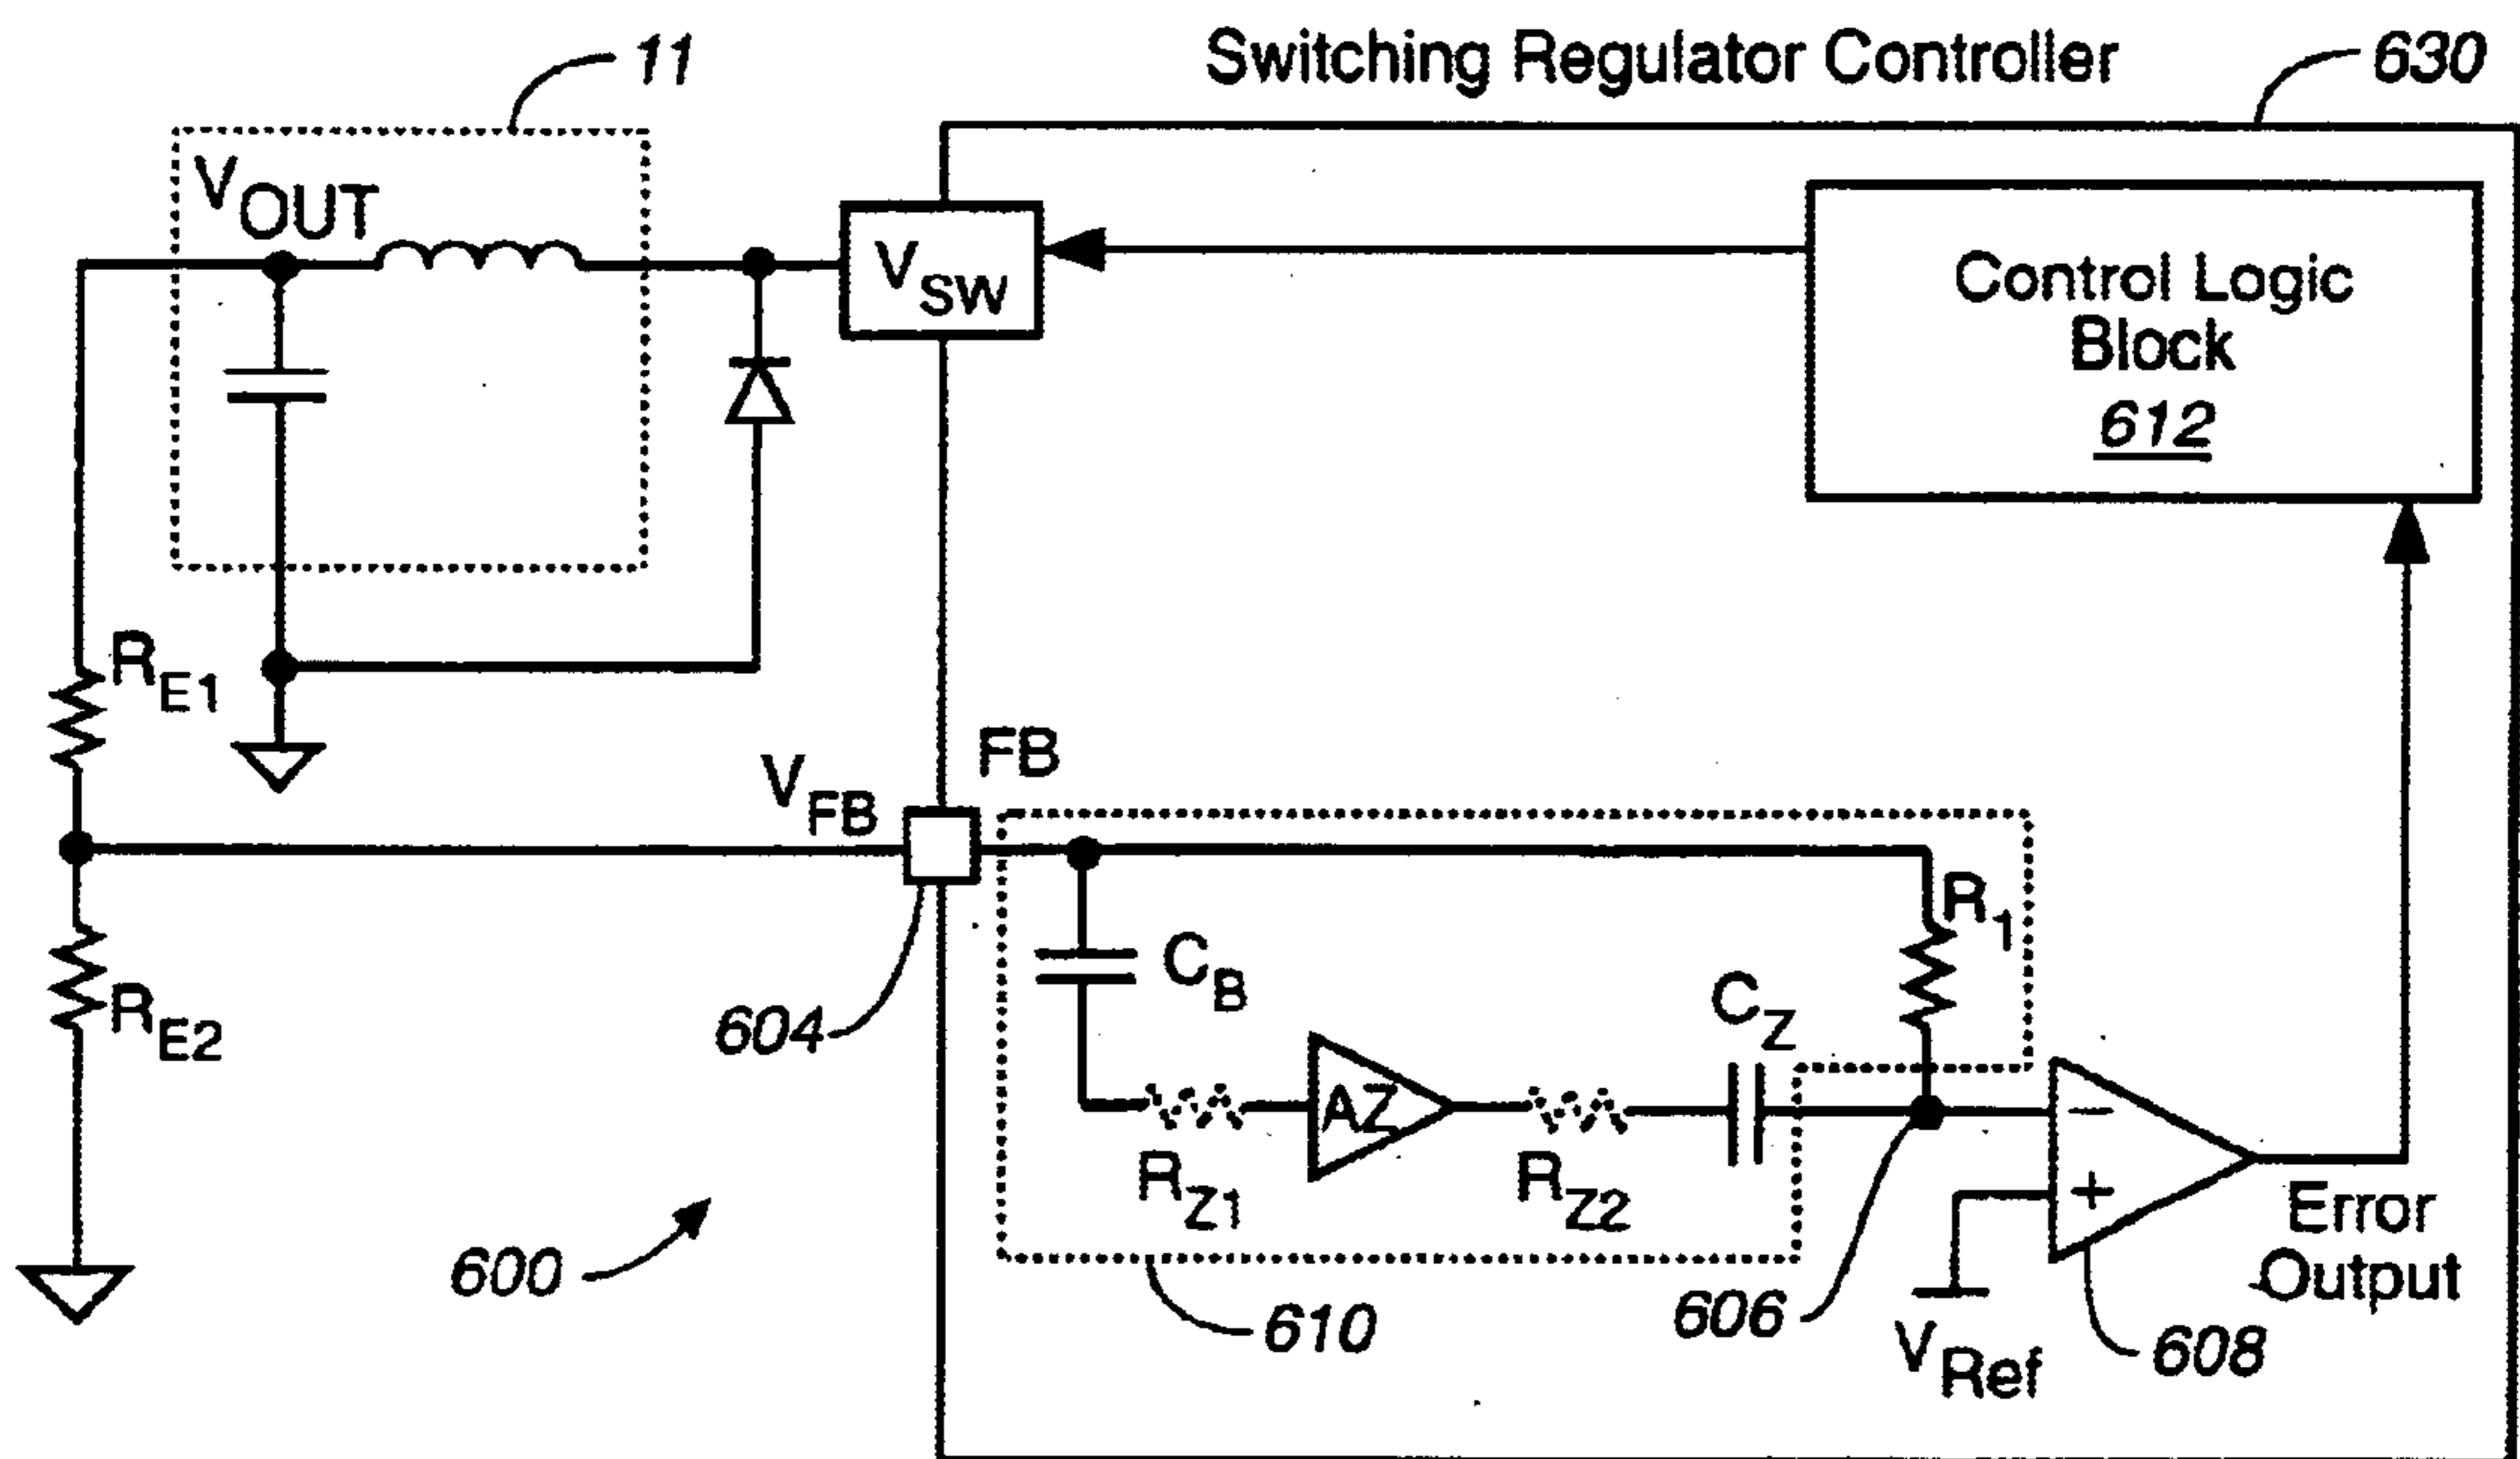 11
Switching Regulator Controller
630
VOUT
VSW
Control Logic
Block
612
RE1
VFB
FB
R1
CB
CZ
RE2
604
AZ
−
RZ1
RZ2
+
Error
Output
600
610
606
VRef
608